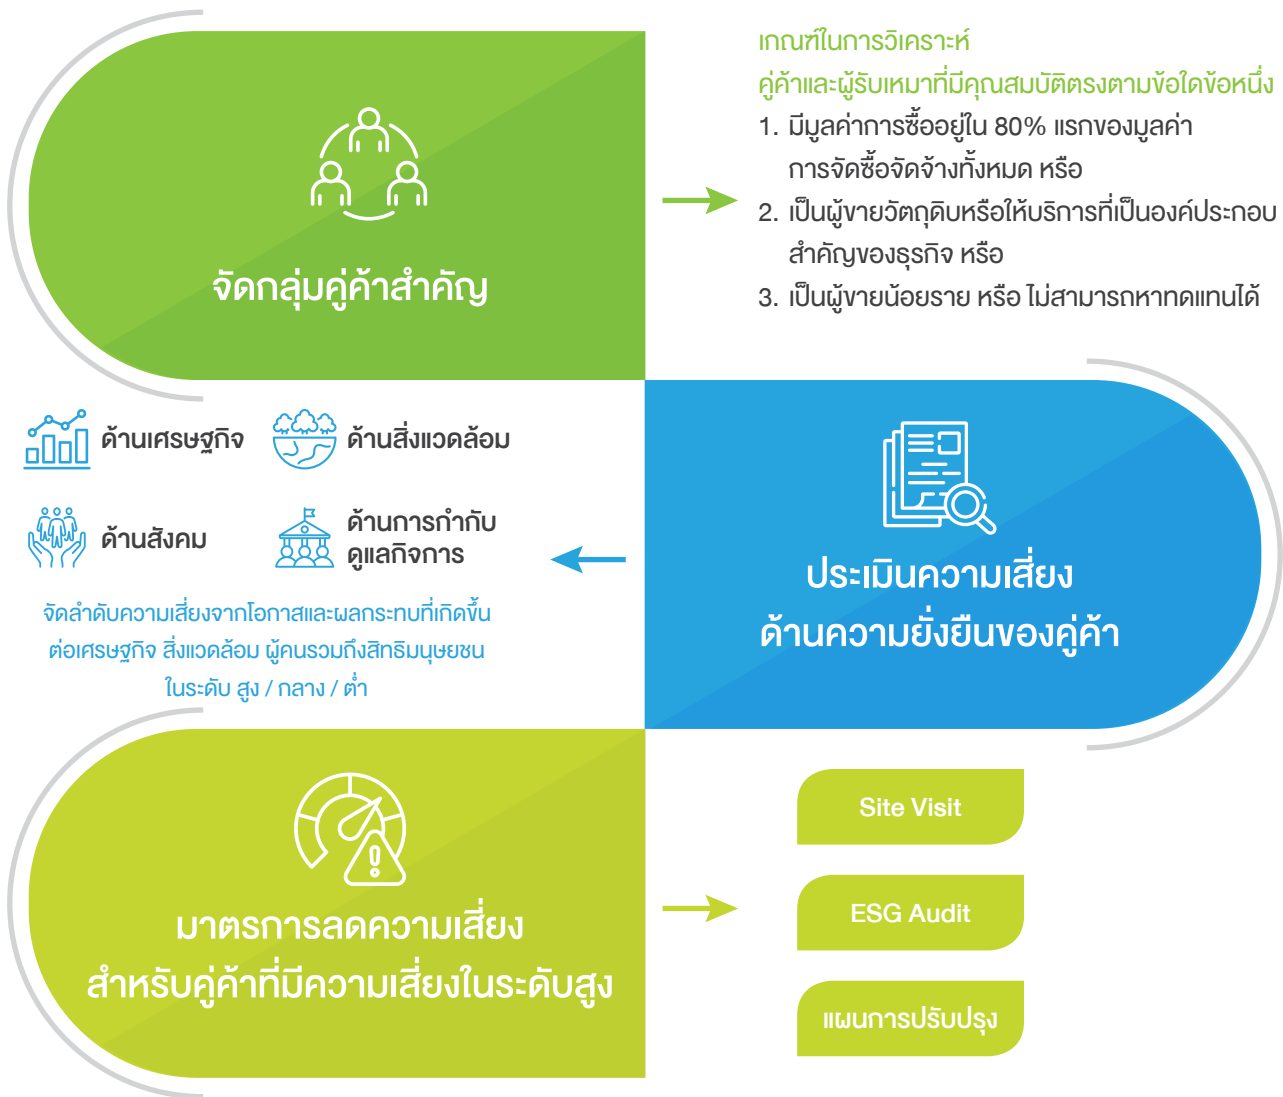 จัดกลุ่มคู่ค้าสำคัญ
เกณฑ์ในการวิเคราะห์
คู่ค้าและผู้รับเหมาที่มีคุณสมบัติตรงตามข้อใดข้อหนึ่ง
1. มีมูลค่าการซื้ออยู่ใน 80% แรกของมูลค่า
การจัดซื้อจัดจ้างทั้งหมด หรือ
2. เป็นผู้ขายวัตถุดิบหรือให้บริการที่เป็นองค์ประกอบ
สำคัญของธุรกิจ หรือ
3. เป็นผู้ขายน้อยราย หรือ ไม่สามารถหาทดแทนได้
ประเมินความเสี่ยง
ด้านความยั่งยืนของคู่ค้า
ด้านเศรษฐกิจ
ด้านสิ่งแวดล้อม
ด้านสังคม
ด้านการกำกับ
ดูแลกิจการ
จัดลำดับความเสี่ยงจากโอกาสและผลกระทบที่เกิดขึ้น
ต่อเศรษฐกิจ สิ่งแวดล้อม ผู้คนรวมถึงสิทธิมนุษยชน
ในระดับ สูง / กลาง / ต่ำ
มาตรการลดความเสี่ยง
สำหรับคู่ค้าที่มีความเสี่ยงในระดับสูง
Site Visit
ESG Audit
แผนการปรับปรุง